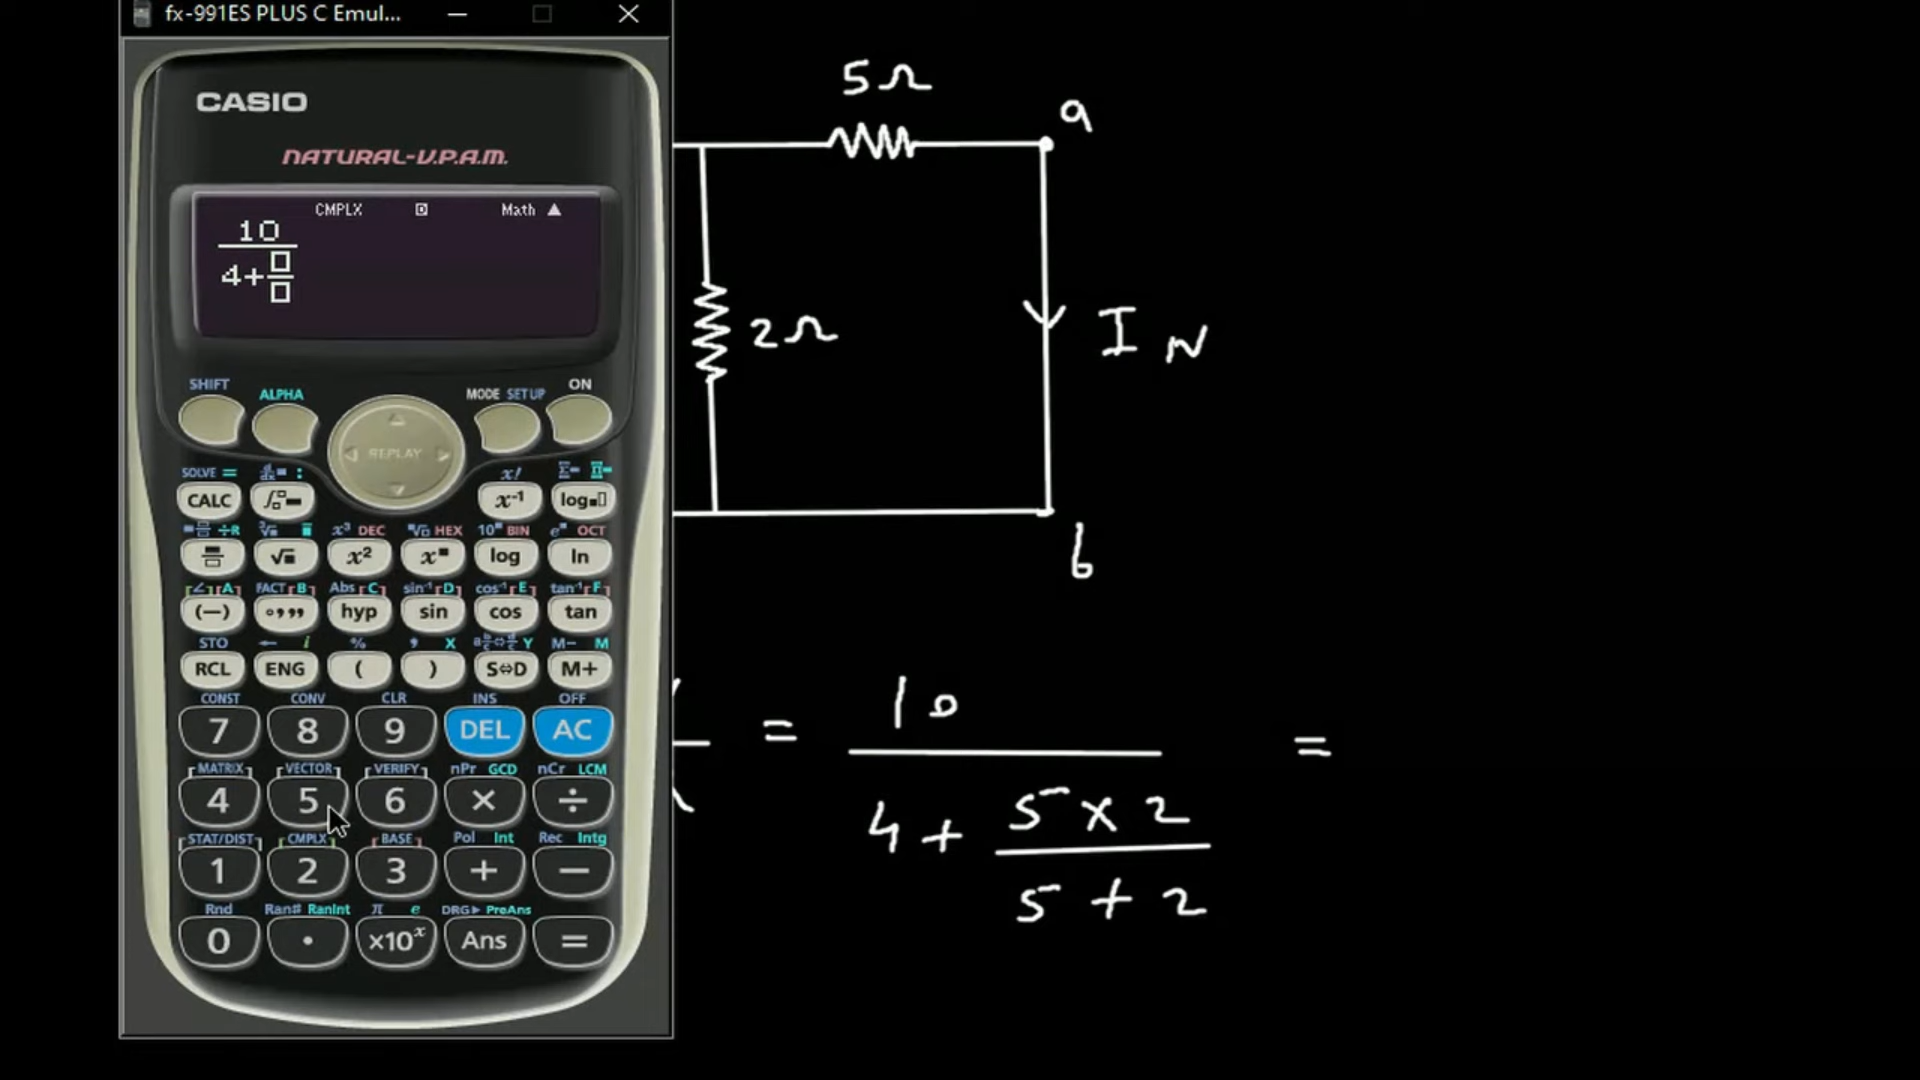 fx-991ES PLUS C Emul...
CASIO
NATURAL-V.P.A.M.
CMPLX D Math ▲
10
4+
SHIFT ALPHA MODE SETUP ON
REPLAY
SOLVE = : x! Σ- Π-
CALC x⁻¹ log
÷R x³ DEC HEX 10 BIN e OCT
√ x² x log ln
∠ A FACT B Abs C sin⁻¹ D cos⁻¹ E tan⁻¹ F
(−) hyp sin cos tan
STO ← i % , X Y M− M
RCL ENG ( ) S⇔D M+
CONST CONV CLR INS OFF
7 8 9 DEL AC
MATRIX VECTOR VERIFY nPr GCD nCr LCM
4 5 6 × ÷
STAT/DIST CMPLX BASE Pol Int Rec Intg
1 2 3 + −
Rnd Ran# RanInt π e DRG▶ PreAns
0 . ×10ˣ Ans =
5Ω
a
2Ω
I N
b
= 10 =
4 + 5 x 2
5 + 2